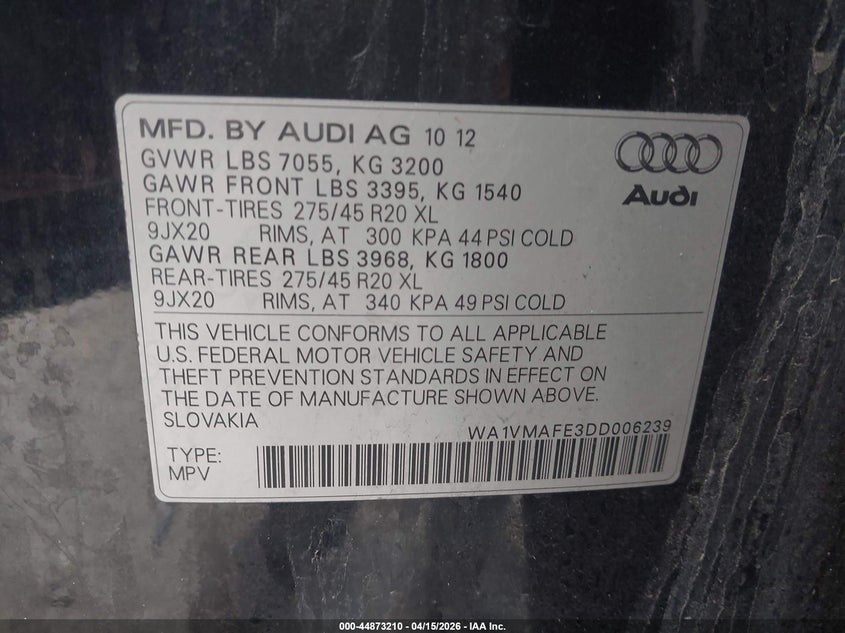 MFD. BY AUDI AG 10 12
GVWR LBS 7055, KG 3200
GAWR FRONT LBS 3395, KG 1540
FRONT-TIRES 275/45 R20 XL
9JX20 RIMS, AT 300 KPA 44 PSI COLD
GAWR REAR LBS 3968, KG 1800
REAR-TIRES 275/45 R20 XL
9JX20 RIMS, AT 340 KPA 49 PSI COLD
Audi
THIS VEHICLE CONFORMS TO ALL APPLICABLE
U.S. FEDERAL MOTOR VEHICLE SAFETY AND
THEFT PREVENTION STANDARDS IN EFFECT ON
THE DATE OF MANUFACTURE SHOWN ABOVE.
SLOVAKIA
WA1VMAFE3DD006239
TYPE:
MPV
000-44873210 - 04/15/2026 - IAA Inc.